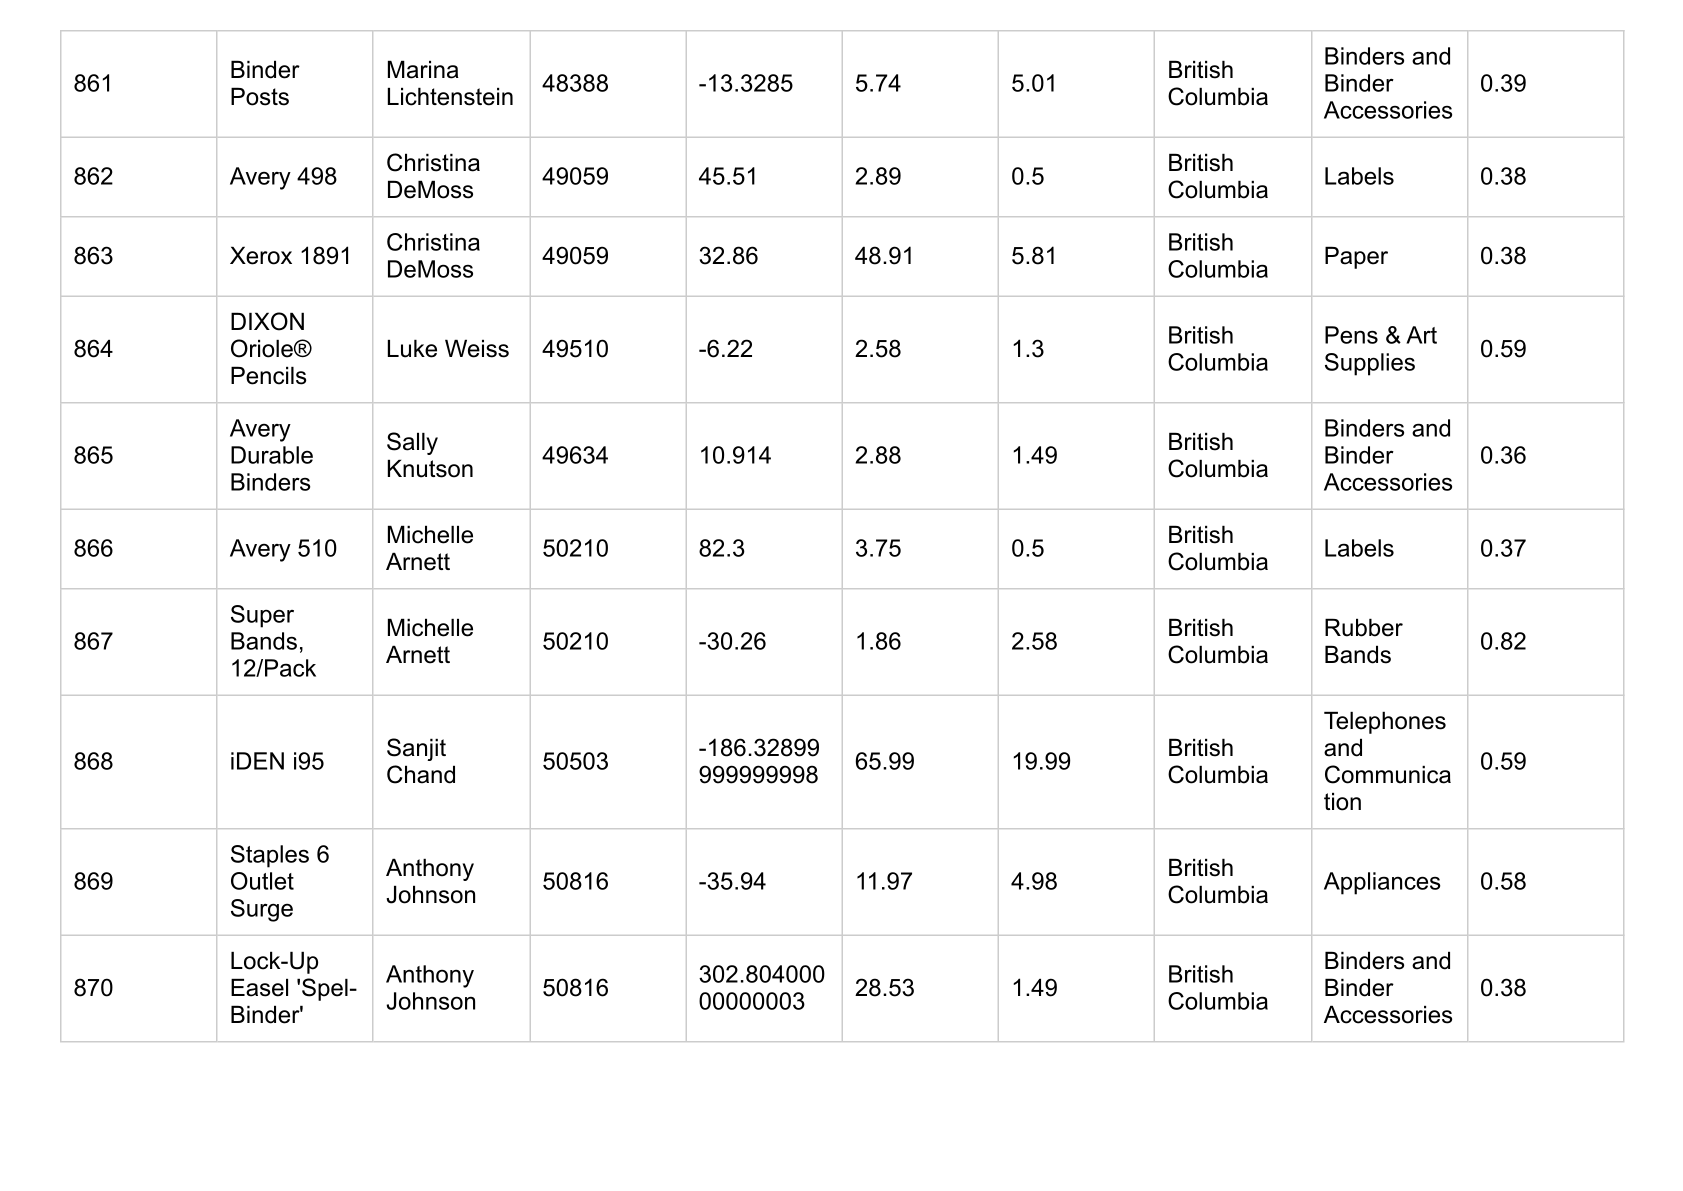 861
Binder
Posts
Marina
Lichtenstein
48388
-13.3285
5.74
5.01
British
Columbia
Binders and
Binder
Accessories
0.39
862
Avery 498
Christina
DeMoss
49059
45.51
2.89
0.5
British
Columbia
Labels
0.38
863
Xerox 1891
Christina
DeMoss
49059
32.86
48.91
5.81
British
Columbia
Paper
0.38
864
DIXON
Oriole®
Pencils
Luke Weiss
49510
-6.22
2.58
1.3
British
Columbia
Pens & Art
Supplies
0.59
865
Avery
Durable
Binders
Sally
Knutson
49634
10.914
2.88
1.49
British
Columbia
Binders and
Binder
Accessories
0.36
866
Avery 510
Michelle
Arnett
50210
82.3
3.75
0.5
British
Columbia
Labels
0.37
867
Super
Bands,
12/Pack
Michelle
Arnett
50210
-30.26
1.86
2.58
British
Columbia
Rubber
Bands
0.82
868
iDEN i95
Sanjit
Chand
50503
-186.32899
999999998
65.99
19.99
British
Columbia
Telephones
and
Communica
tion
0.59
869
Staples 6
Outlet
Surge
Anthony
Johnson
50816
-35.94
11.97
4.98
British
Columbia
Appliances
0.58
870
Lock-Up
Easel 'Spel-
Binder'
Anthony
Johnson
50816
302.804000
00000003
28.53
1.49
British
Columbia
Binders and
Binder
Accessories
0.38